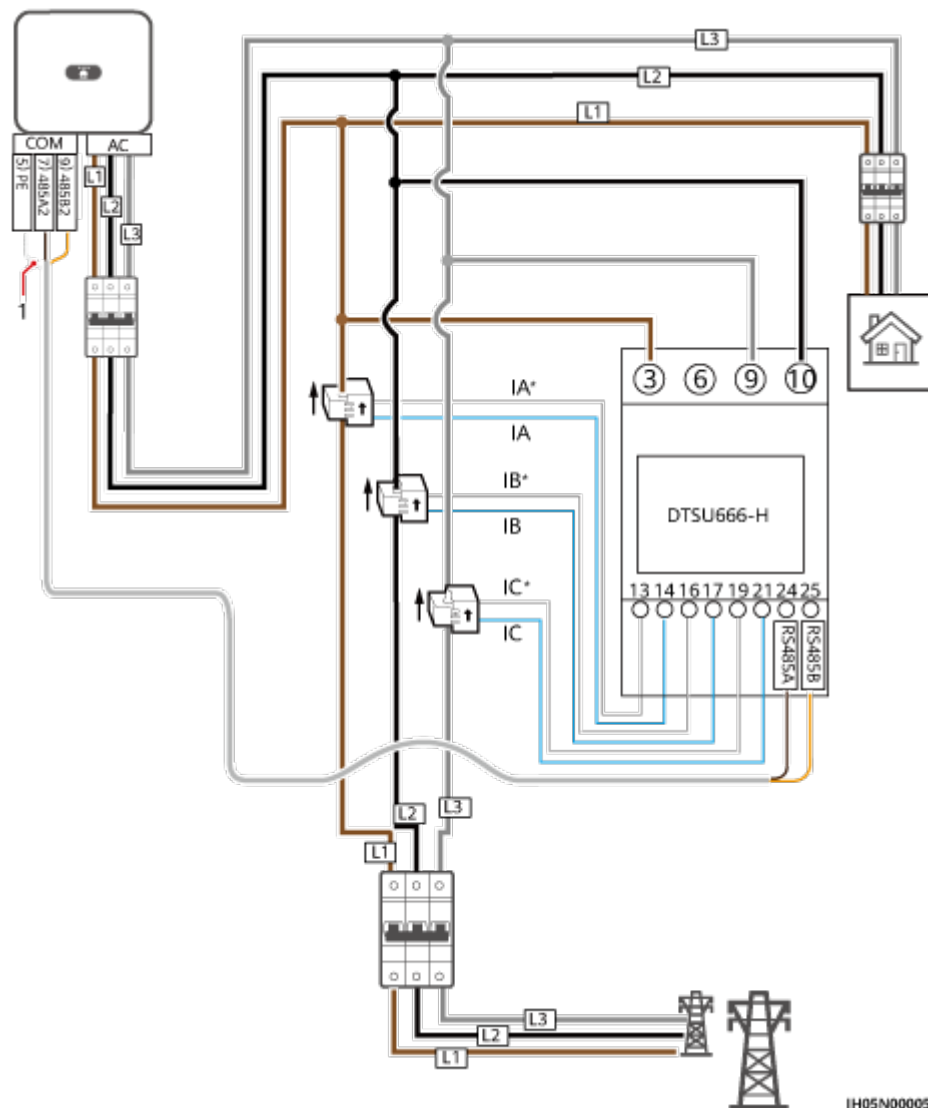 L3
L2
L1
COM
AC
5) PE
7) 485A2
9) 485B2
L1
L2
L3
1
3
6
9
10
IA*
IA
IB*
IB
DTSU666-H
IC*
IC
13 14 16 17 19 21 24 25
RS485A
RS485B
L3
L2
L1
L3
L2
L1
IH05N00005